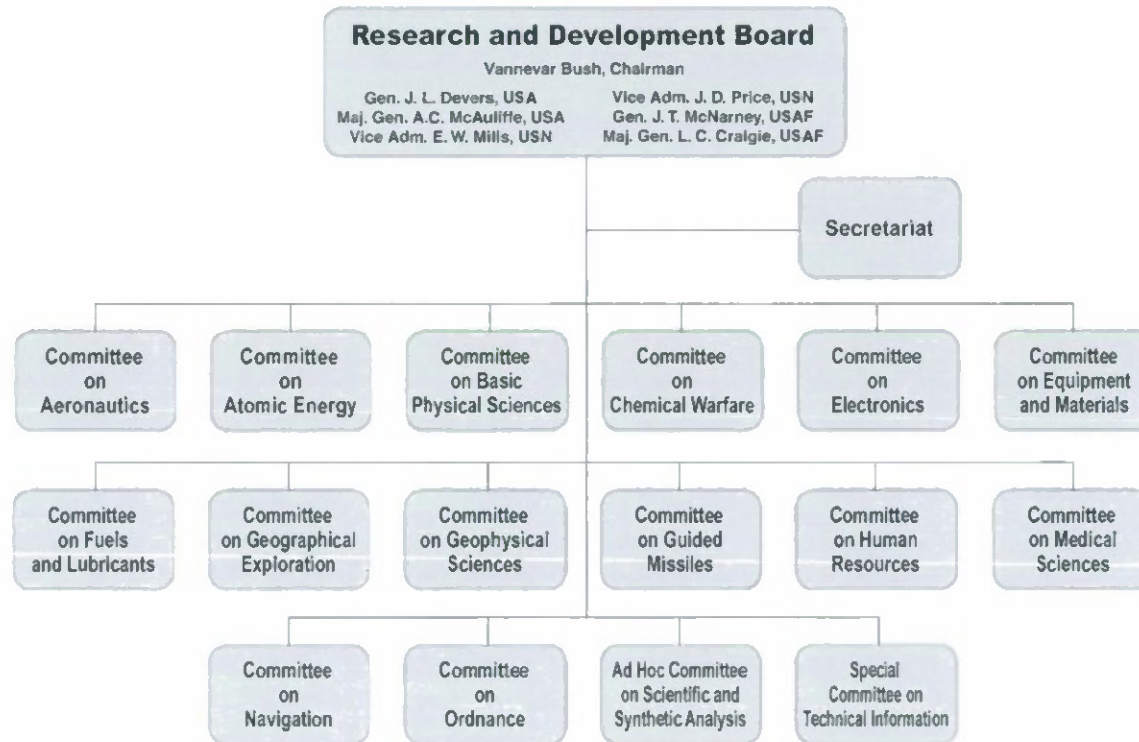 Research and Development Board
Vannevar Bush, Chairman
Gen. J. L. Devers, USA
Maj. Gen. A.C. McAuliffe, USA
Vice Adm. E. W. Mills, USN
Vice Adm. J. D. Price, USN
Gen. J. T. McNarney, USAF
Maj. Gen. L. C. Cralgie, USAF
Secretariat
Committee
on
Aeronautics
Committee
on
Atomic Energy
Committee
on Basic
Physical Sciences
Committee
on
Chemical Warfare
Committee
on
Electronics
Committee
on Equipment
and Materials
Committee
on Fuels
and Lubricants
Committee
on Geographical
Exploration
Committee
on Geophysical
Sciences
Committee
on Guided
Missiles
Committee
on Human
Resources
Committee
on Medical
Sciences
Committee
on
Navigation
Committee
on
Ordnance
Ad Hoc Committee
on Scientific and
Synthetic Analysis
Special
Committee on
Technical Information